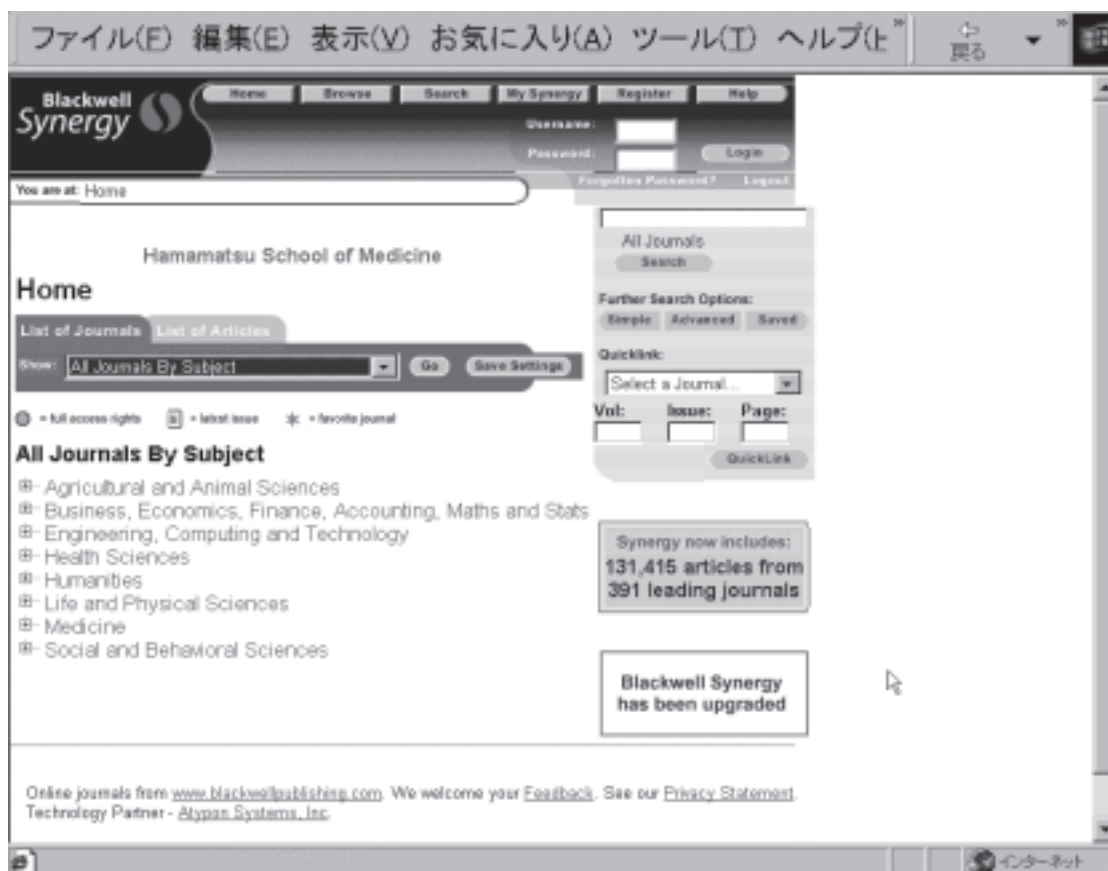 ファイル(F) 編集(E) 表示(V) お気に入り(A) ツール(T) ヘルプ(H » 戻る »
Blackwell
Synergy
Home Browse Search My Synergy Register Help
Username:
Password: Login
Forgotten Password? Logout
You are at: Home
Hamamatsu School of Medicine
Home
List of Journals List of Articles
Show: All Journals By Subject Go Save Settings
= full access rights = latest issue = favorite journal
All Journals By Subject
Agricultural and Animal Sciences
Business, Economics, Finance, Accounting, Maths and Stats
Engineering, Computing and Technology
Health Sciences
Humanities
Life and Physical Sciences
Medicine
Social and Behavioral Sciences
All Journals
Search
Further Search Options:
Simple Advanced Saved
Quicklink:
Select a Journal...
Vol: Issue: Page:
QuickLink
Synergy now includes:
131,415 articles from
391 leading journals
Blackwell Synergy
has been upgraded
Online journals from www.blackwellpublishing.com. We welcome your Feedback. See our Privacy Statement.
Technology Partner - Atypon Systems, Inc.
インターネット